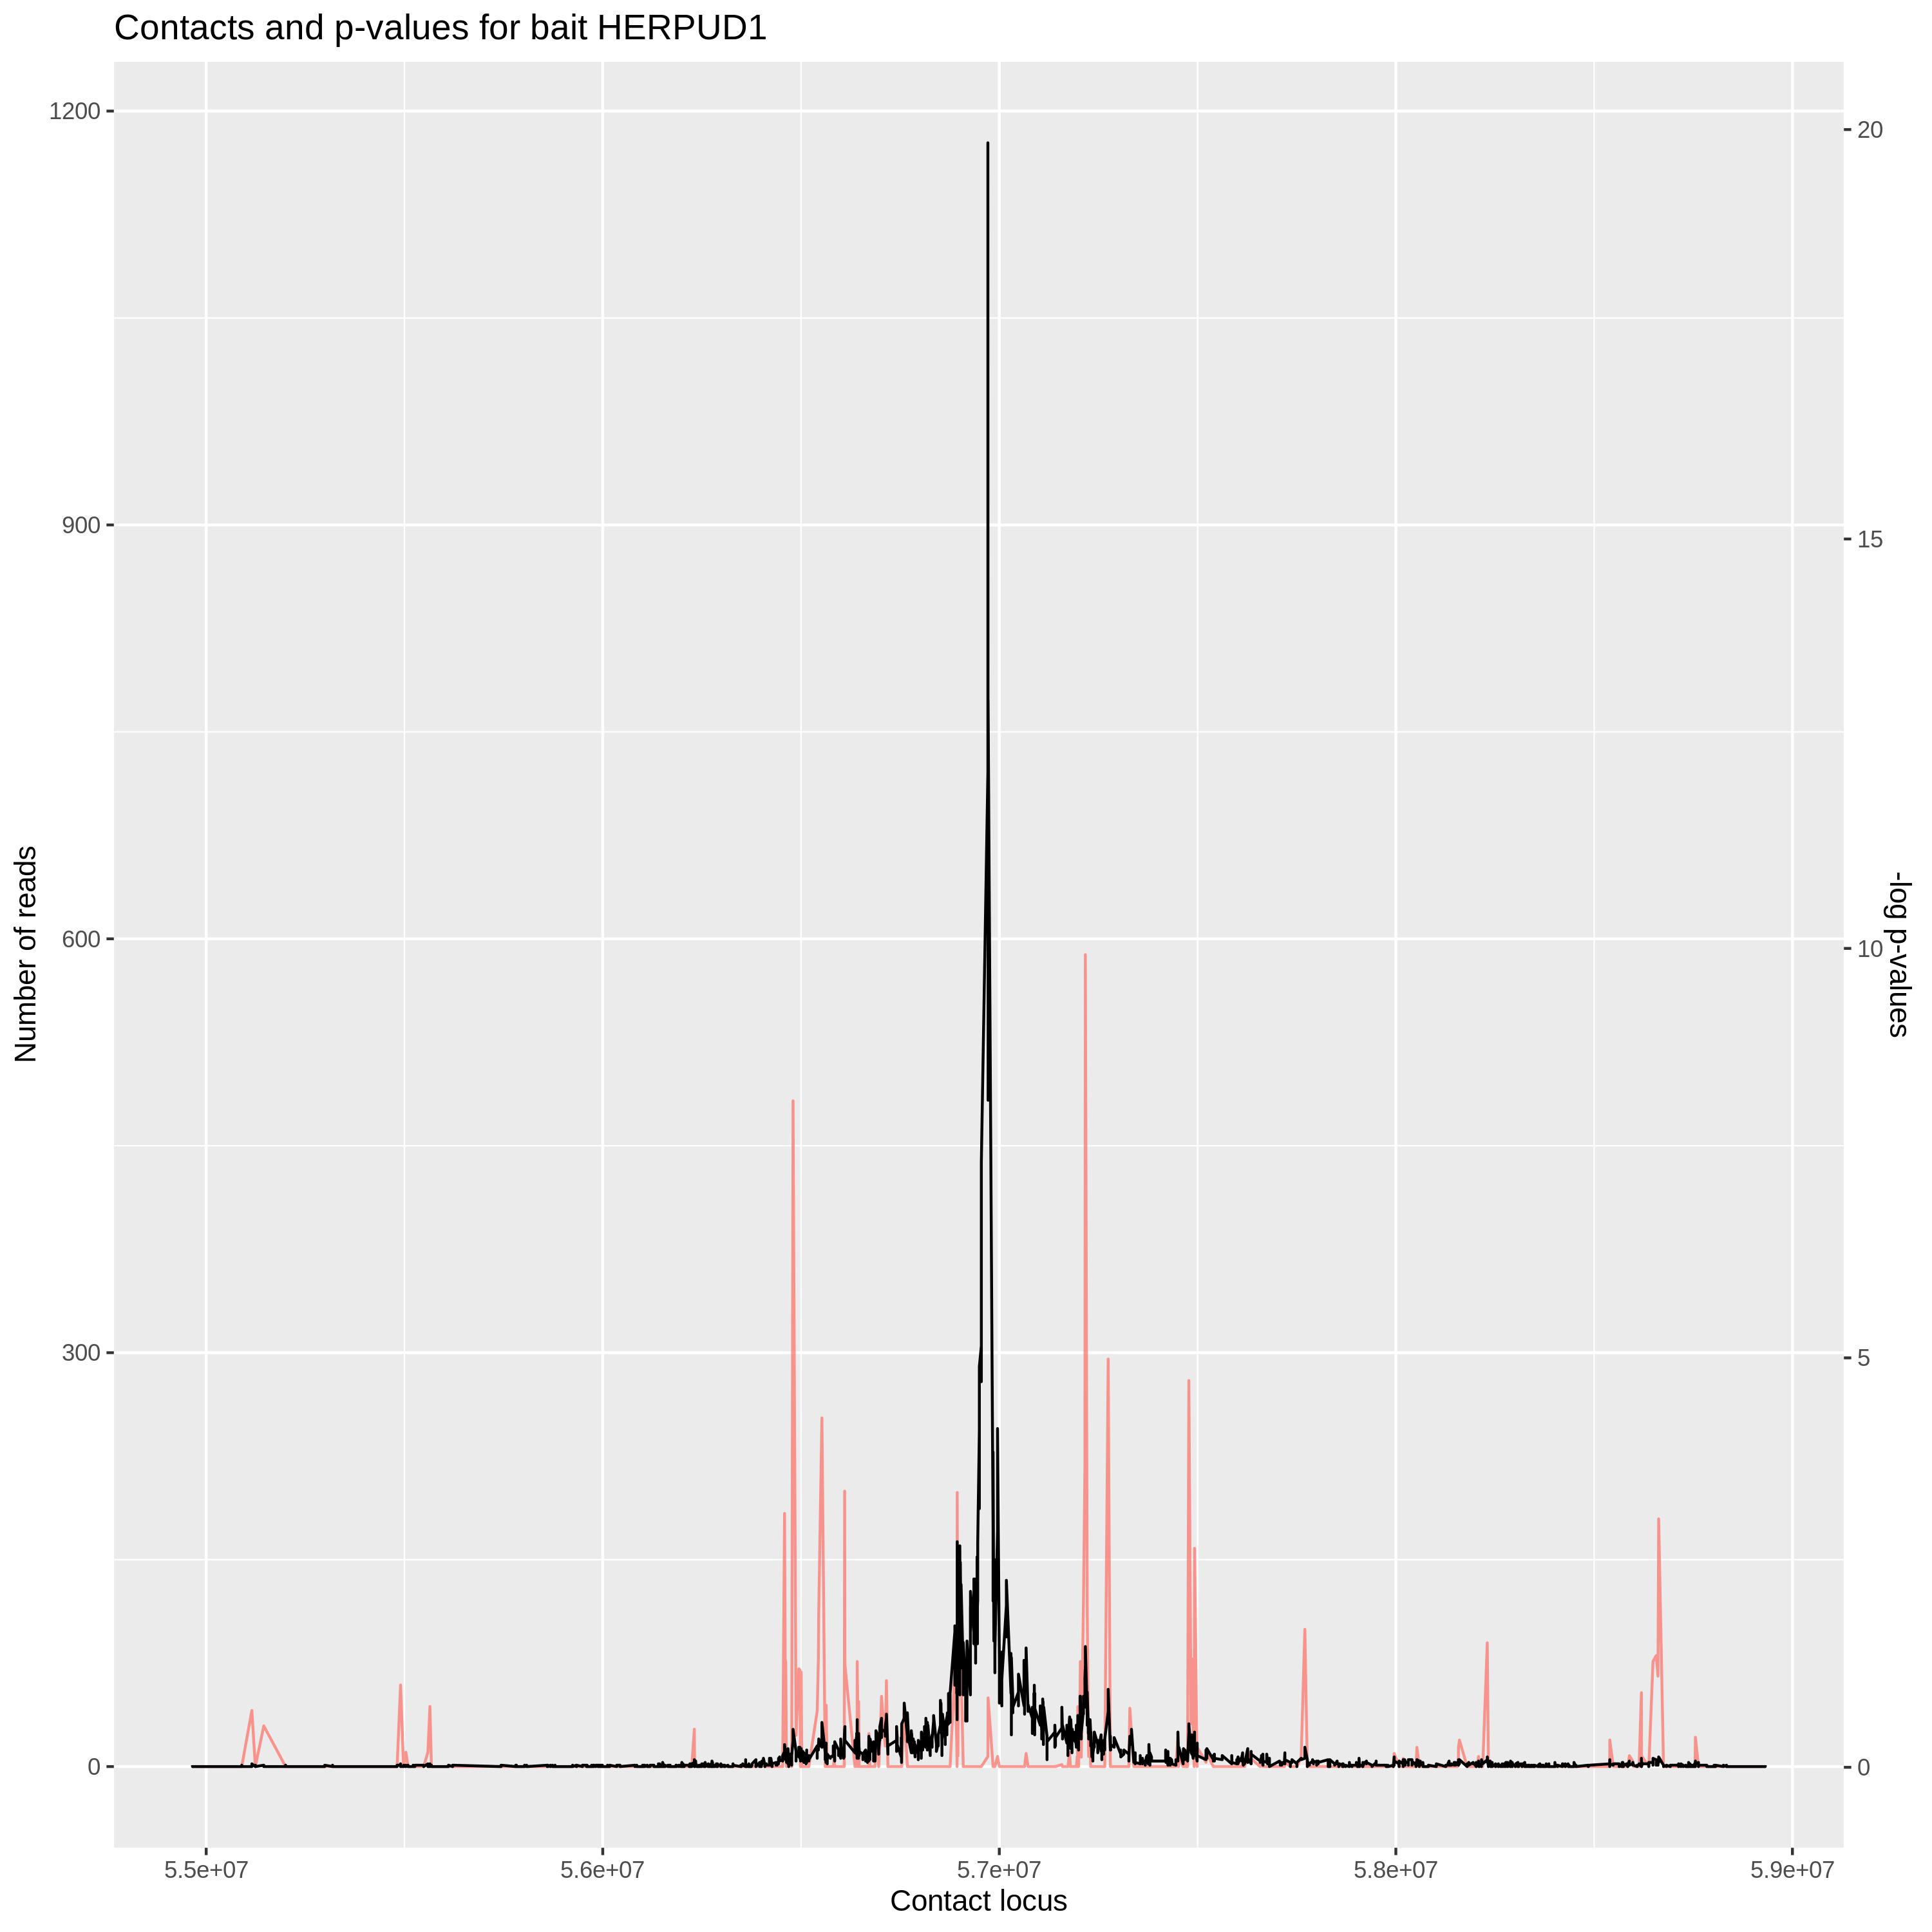 Contacts and p-values for bait HERPUD1
1200
900
600
300
0
Number of reads
20
15
10
5
0
-log p-values
5.5e+07
5.6e+07
5.7e+07
5.8e+07
5.9e+07
Contact locus